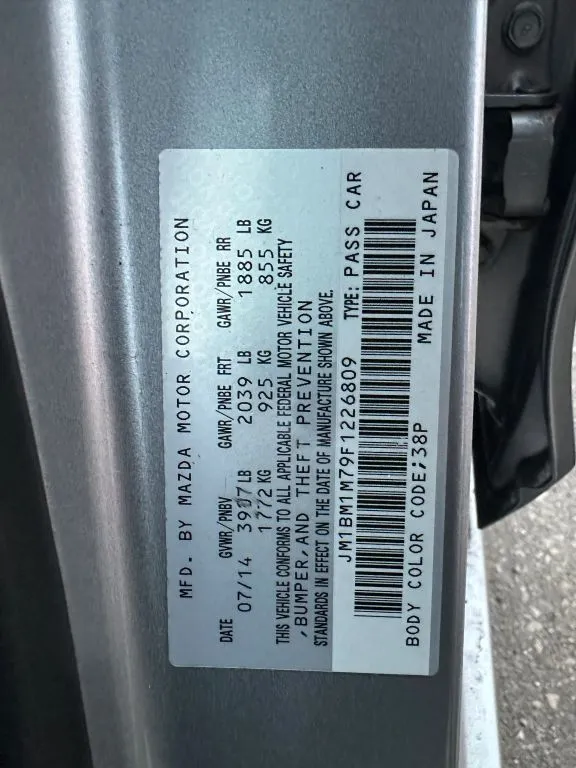 MFD. BY MAZDA MOTOR CORPORATION
DATE GVWR/PNBV GAWR/PNBE FRT GAWR/PNBE RR
07/14 3907LB 2039 LB 1885 LB
1772KG 925 KG 855 KG
THIS VEHICLE CONFORMS TO ALL APPLICABLE FEDERAL MOTOR VEHICLE SAFETY
,BUMPER,AND THEFT PREVENTION
STANDARDS IN EFFECT ON THE DATE OF MANUFACTURE SHOWN ABOVE.
JM1BM1M79F1226809 TYPE: PASS CAR
BODY COLOR CODE;38P MADE IN JAPAN